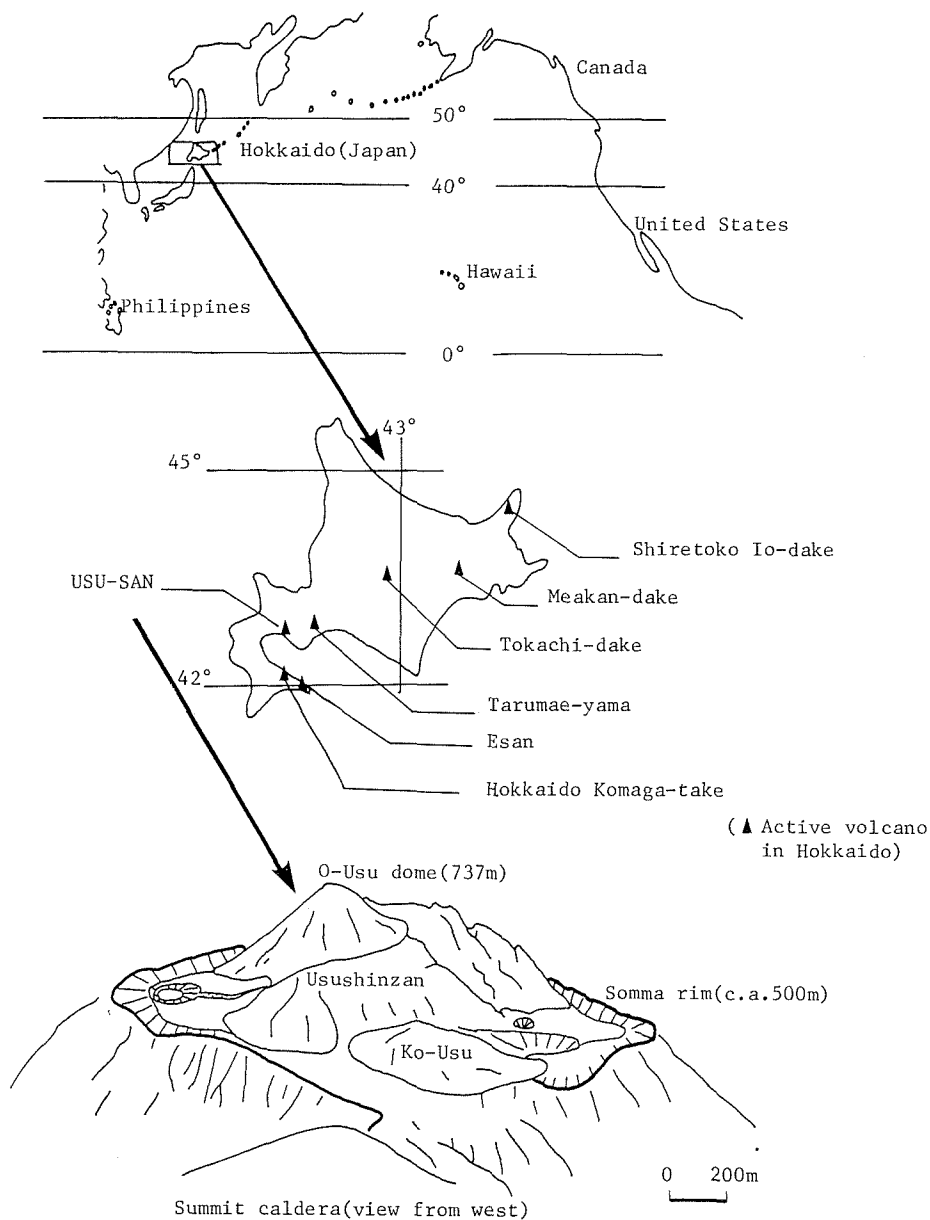 Canada
50°
Hokkaido(Japan)
40°
United States
Hawaii
Philippines
0°
43°
45°
Shiretoko Io-dake
USU-SAN
Meakan-dake
Tokachi-dake
42°
Tarumae-yama
Esan
Hokkaido Komaga-take
(▲ Active volcano
in Hokkaido)
O-Usu dome(737m)
Usushinzan
Somma rim(c.a.500m)
Ko-Usu
0 200m
Summit caldera(view from west)